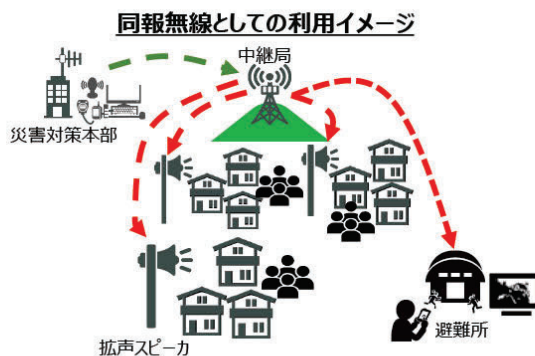 同報無線としての利用イメージ
中継局
災害対策本部
拡声スピーカ
避難所